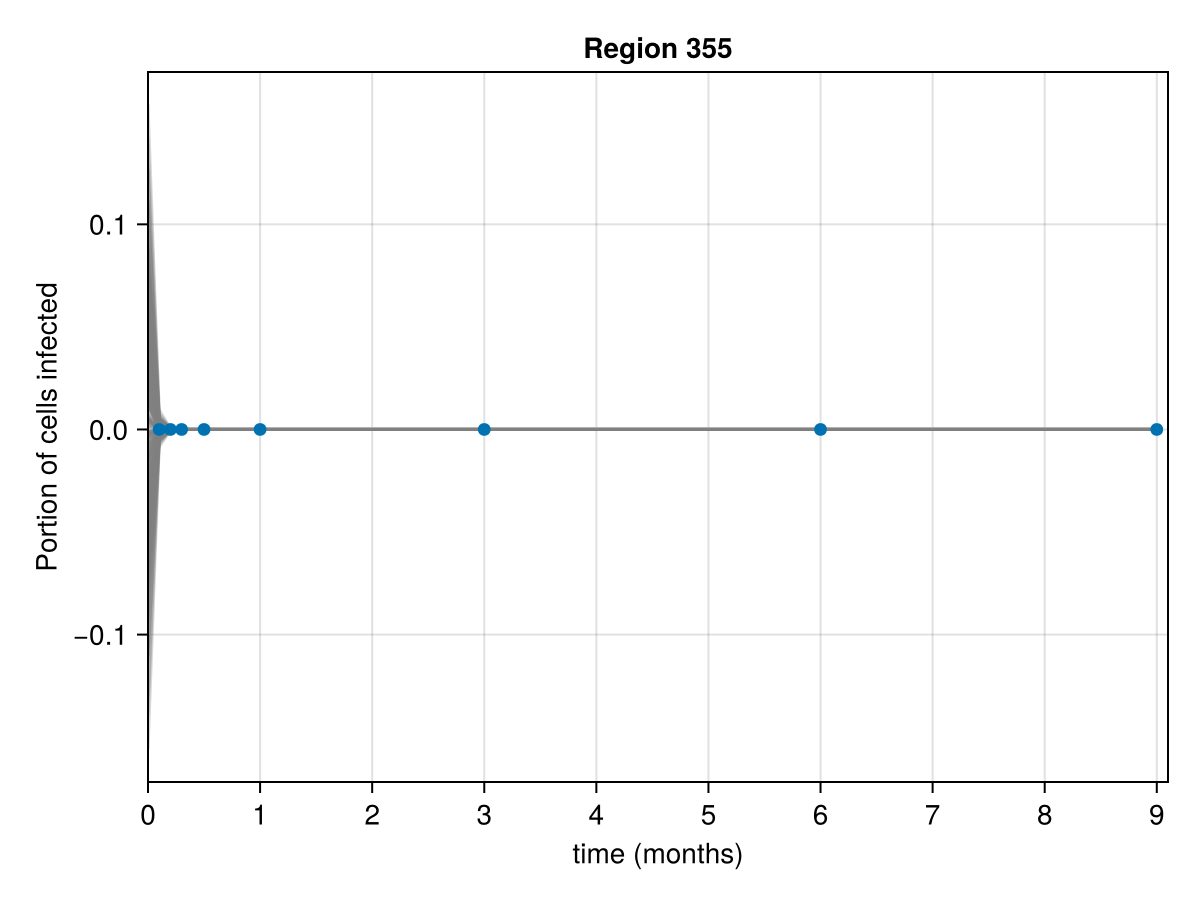 Region 355
Portion of cells infected
0.1
0.0
−0.1
0 1 2 3 4 5 6 7 8 9
time (months)